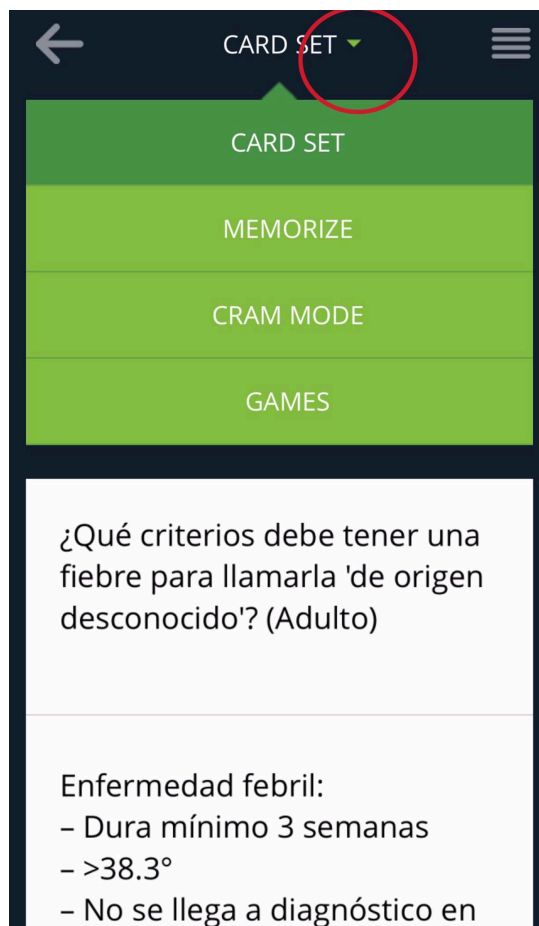 CARD SET
CARD SET
MEMORIZE
CRAM MODE
GAMES
¿Qué criterios debe tener una
fiebre para llamarla 'de origen
desconocido'? (Adulto)
Enfermedad febril:
– Dura mínimo 3 semanas
– >38.3°
– No se llega a diagnóstico en